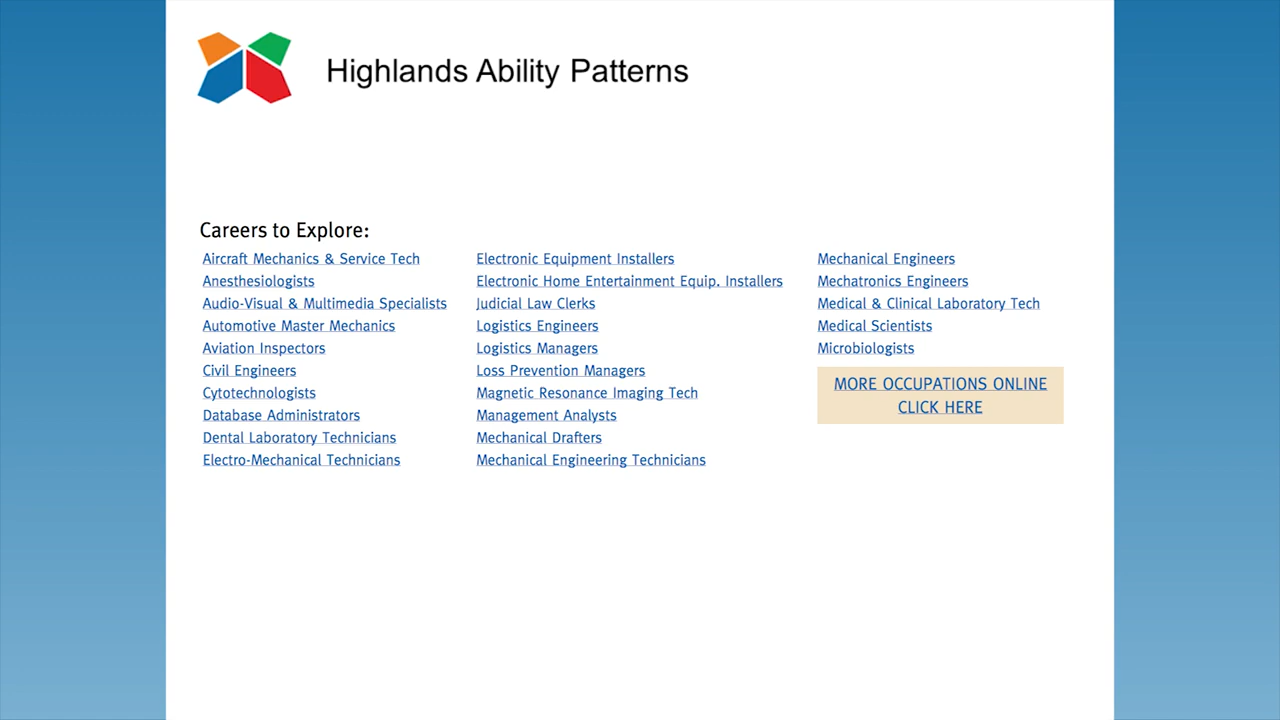 Highlands Ability Patterns
Careers to Explore:
Aircraft Mechanics & Service Tech
Anesthesiologists
Audio-Visual & Multimedia Specialists
Automotive Master Mechanics
Aviation Inspectors
Civil Engineers
Cytotechnologists
Database Administrators
Dental Laboratory Technicians
Electro-Mechanical Technicians
Electronic Equipment Installers
Electronic Home Entertainment Equip. Installers
Judicial Law Clerks
Logistics Engineers
Logistics Managers
Loss Prevention Managers
Magnetic Resonance Imaging Tech
Management Analysts
Mechanical Drafters
Mechanical Engineering Technicians
Mechanical Engineers
Mechatronics Engineers
Medical & Clinical Laboratory Tech
Medical Scientists
Microbiologists
MORE OCCUPATIONS ONLINE
CLICK HERE